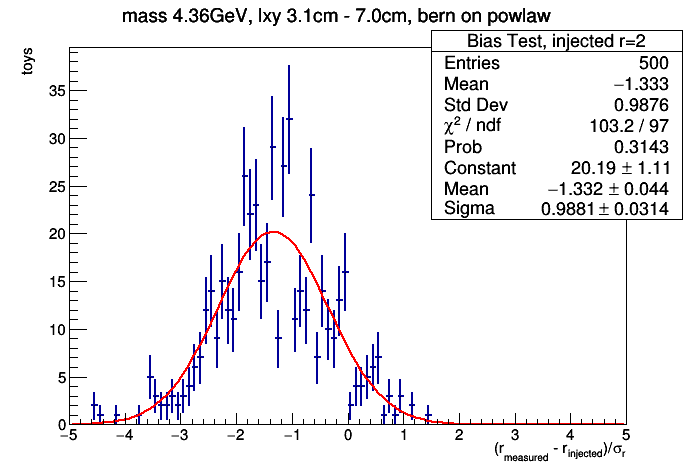 mass 4.36GeV, lxy 3.1cm - 7.0cm, bern on powlaw
Bias Test, injected r=2
Entries 500
Mean −1.333
Std Dev 0.9876
χ² / ndf 103.2 / 97
Prob 0.3143
Constant 20.19 ± 1.11
Mean −1.332 ± 0.044
Sigma 0.9881 ± 0.0314
toys
35
30
25
20
15
10
5
0
−5 −4 −3 −2 −1 0 1 2 3 4 5
(r_measured - r_injected)/σ_r